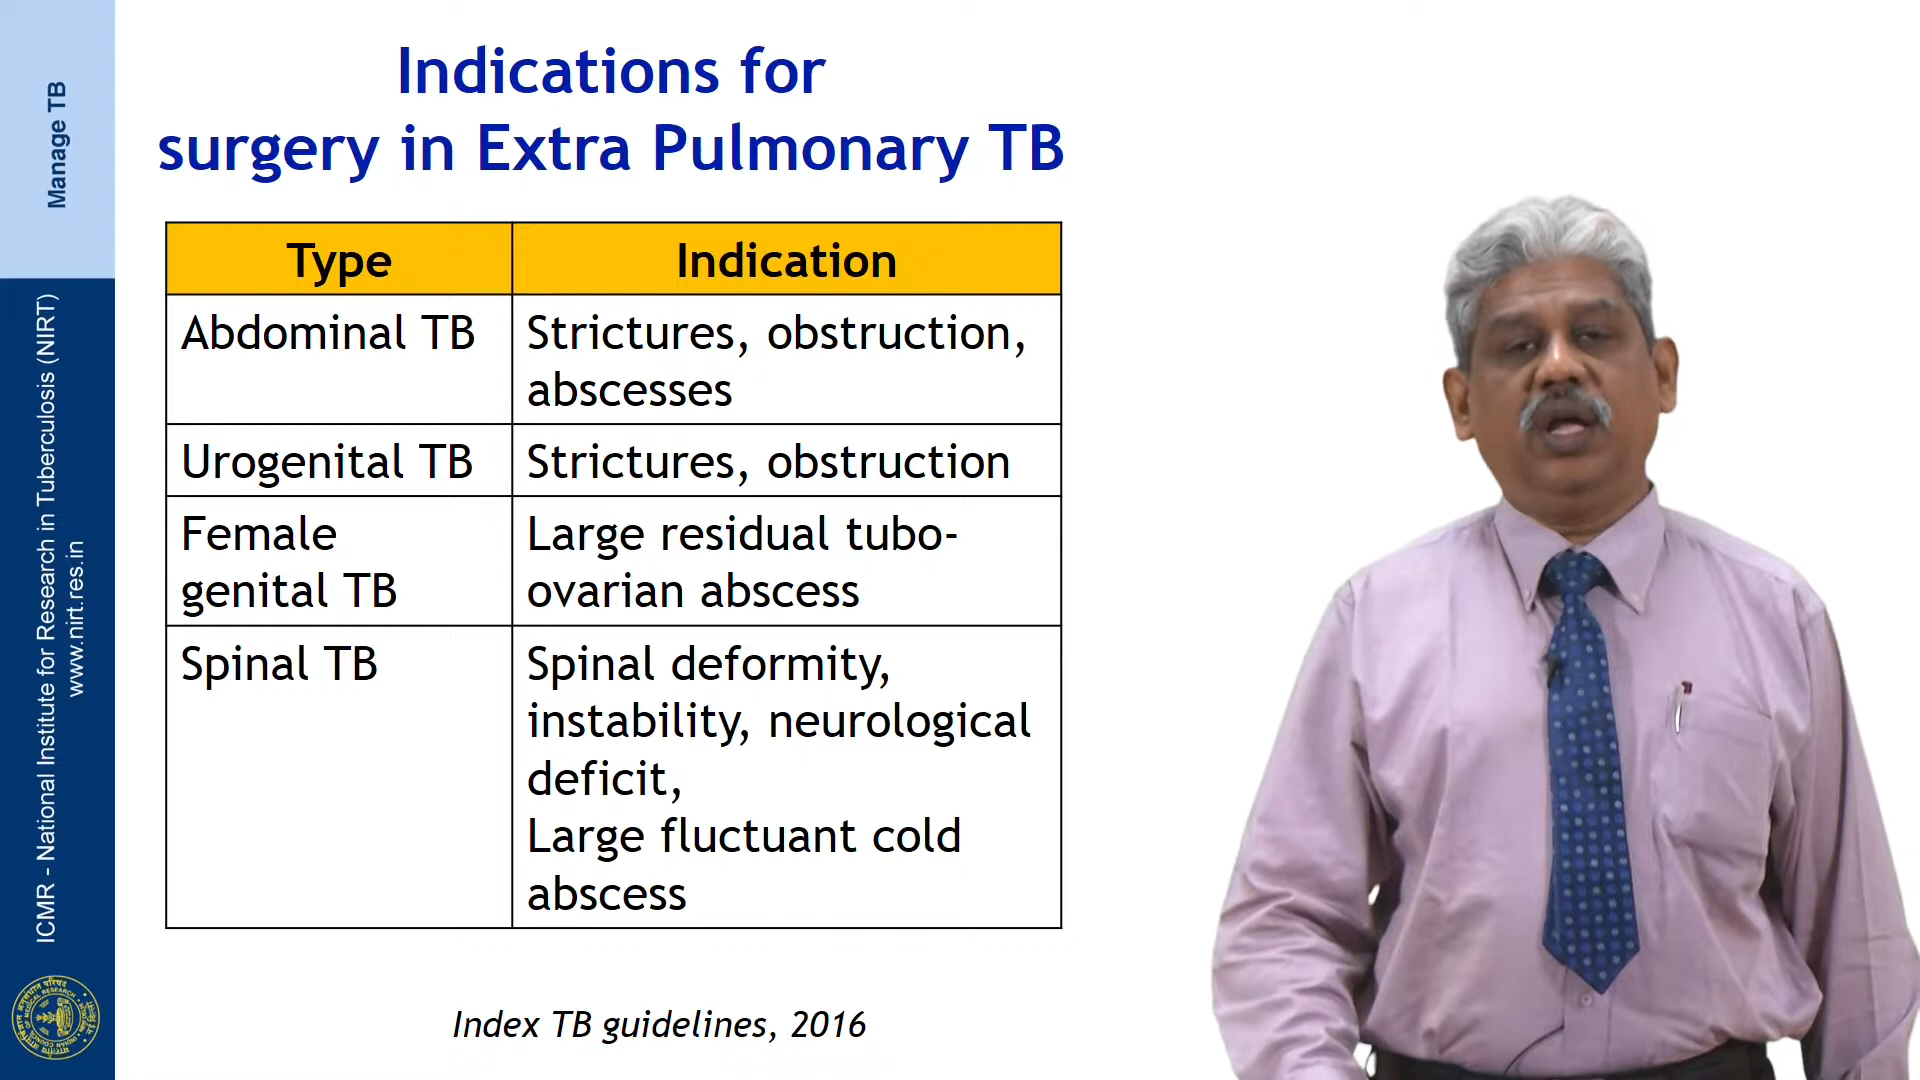 Manage TB
ICMR - National Institute for Research in Tuberculosis (NIRT)
www.nirt.res.in
Indications for
surgery in Extra Pulmonary TB
Type
Indication
Abdominal TB
Strictures, obstruction,
abscesses
Urogenital TB
Strictures, obstruction
Female
genital TB
Large residual tubo-
ovarian abscess
Spinal TB
Spinal deformity,
instability, neurological
deficit,
Large fluctuant cold
abscess
Index TB guidelines, 2016